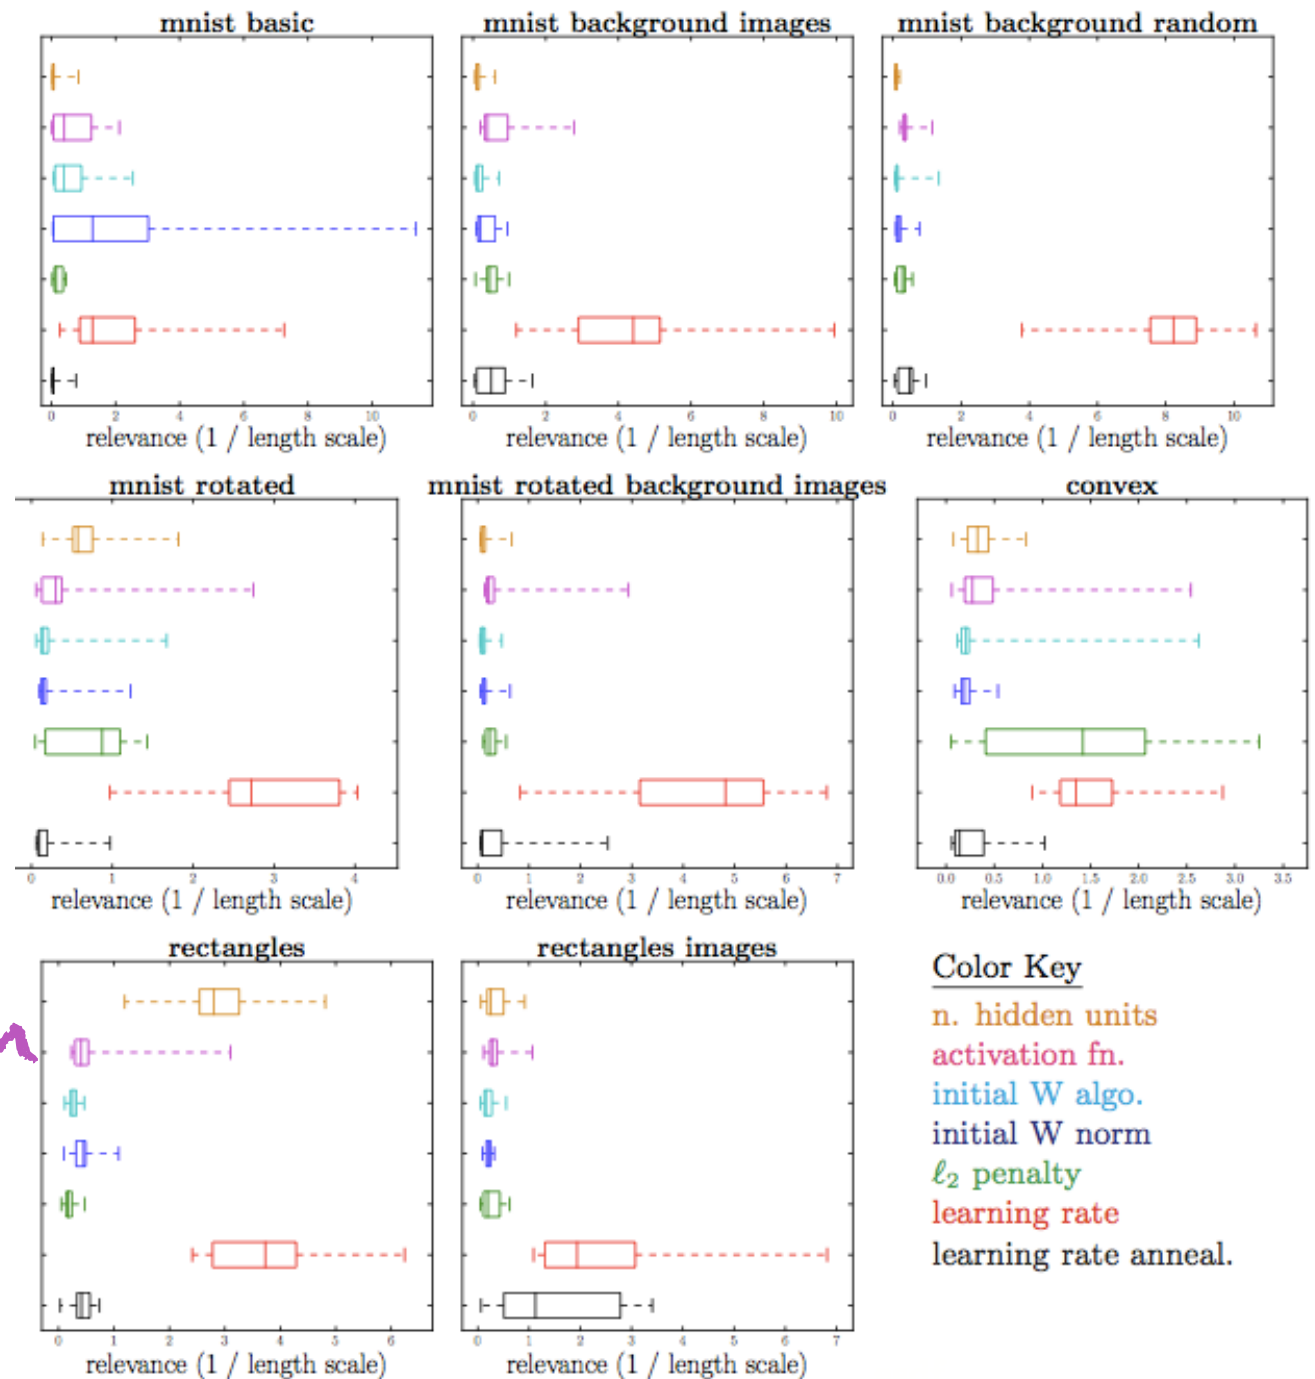 mnist basic
mnist background images
mnist background random
0 2 4 6 8 10
0 2 4 6 8 10
0 2 4 6 8 10
relevance (1 / length scale)
relevance (1 / length scale)
relevance (1 / length scale)
mnist rotated
mnist rotated background images
convex
0 1 2 3 4
0 1 2 3 4 5 6 7
0.0 0.5 1.0 1.5 2.0 2.5 3.0 3.5
relevance (1 / length scale)
relevance (1 / length scale)
relevance (1 / length scale)
rectangles
rectangles images
0 1 2 3 4 5 6
0 1 2 3 4 5 6 7
relevance (1 / length scale)
relevance (1 / length scale)
Color Key
n. hidden units
activation fn.
initial W algo.
initial W norm
ℓ₂ penalty
learning rate
learning rate anneal.